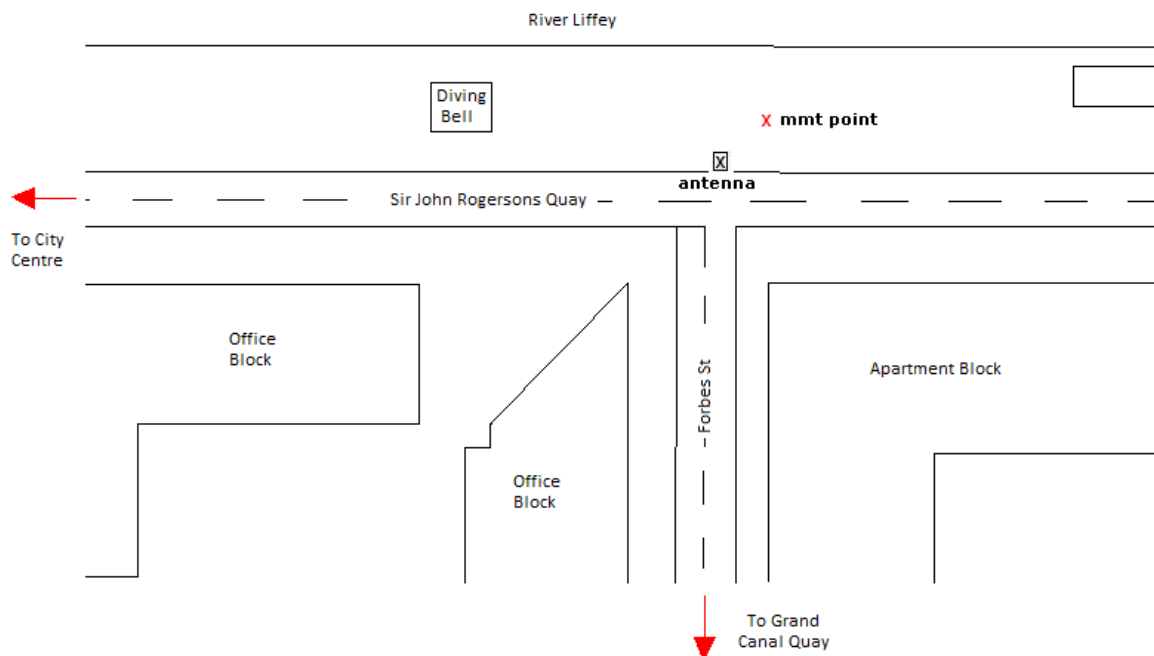 River Liffey
Diving
Bell
x mmt point
X
antenna
Sir John Rogersons Quay
To City
Centre
Office
Block
Forbes St
Apartment Block
Office
Block
To Grand
Canal Quay